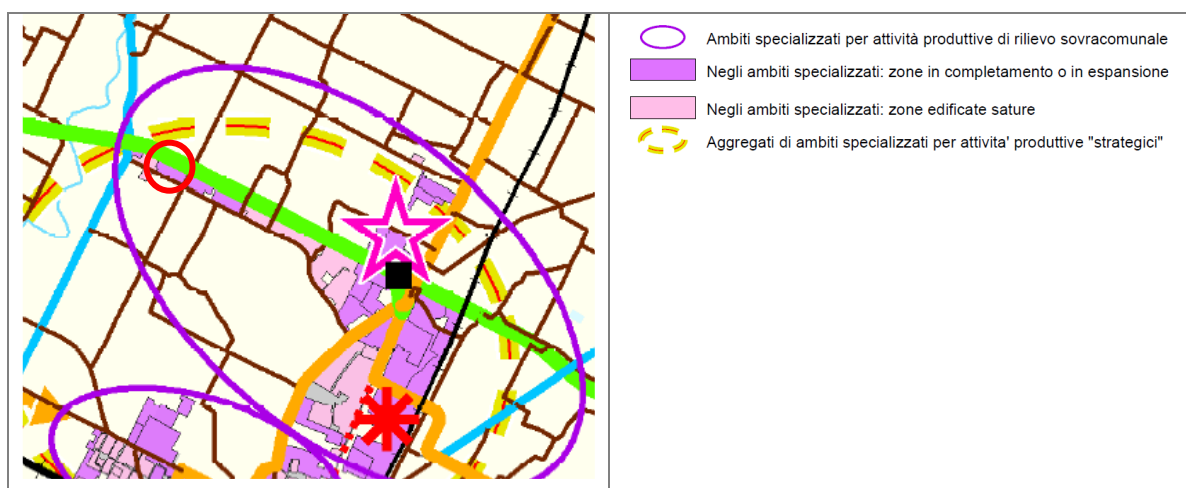 Ambiti specializzati per attività produttive di rilievo sovracomunale
Negli ambiti specializzati: zone in completamento o in espansione
Negli ambiti specializzati: zone edificate sature
Aggregati di ambiti specializzati per attivita' produttive "strategici"